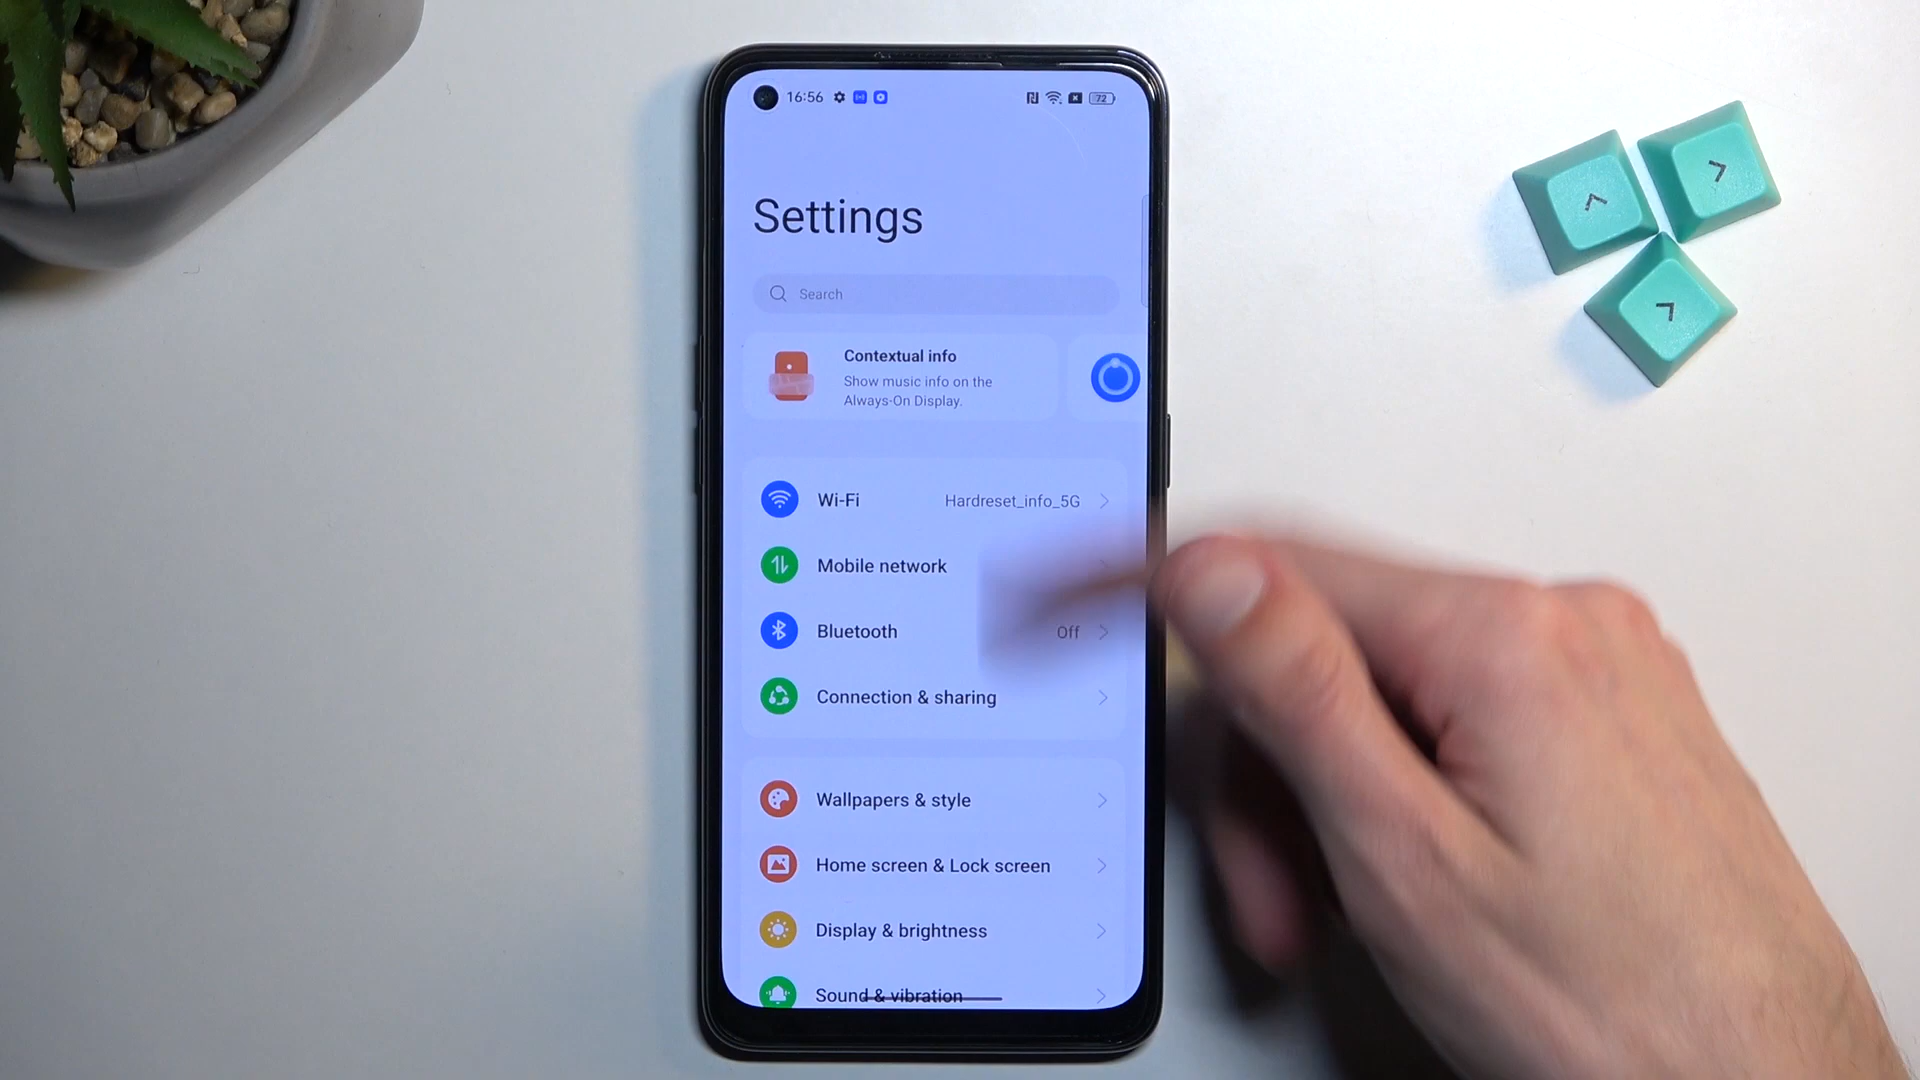 16:56
72
Settings
Search
Contextual info
Show music info on the
Always-On Display.
Wi-Fi Hardreset_info_5G
Mobile network
Bluetooth Off
Connection & sharing
Wallpapers & style
Home screen & Lock screen
Display & brightness
Sound & vibration